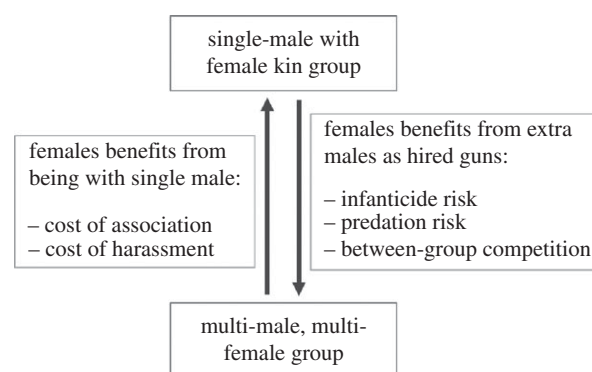 single-male with
female kin group
females benefits from
being with single male:
– cost of association
– cost of harassment
females benefits from extra
males as hired guns:
– infanticide risk
– predation risk
– between-group competition
multi-male, multi-
female group